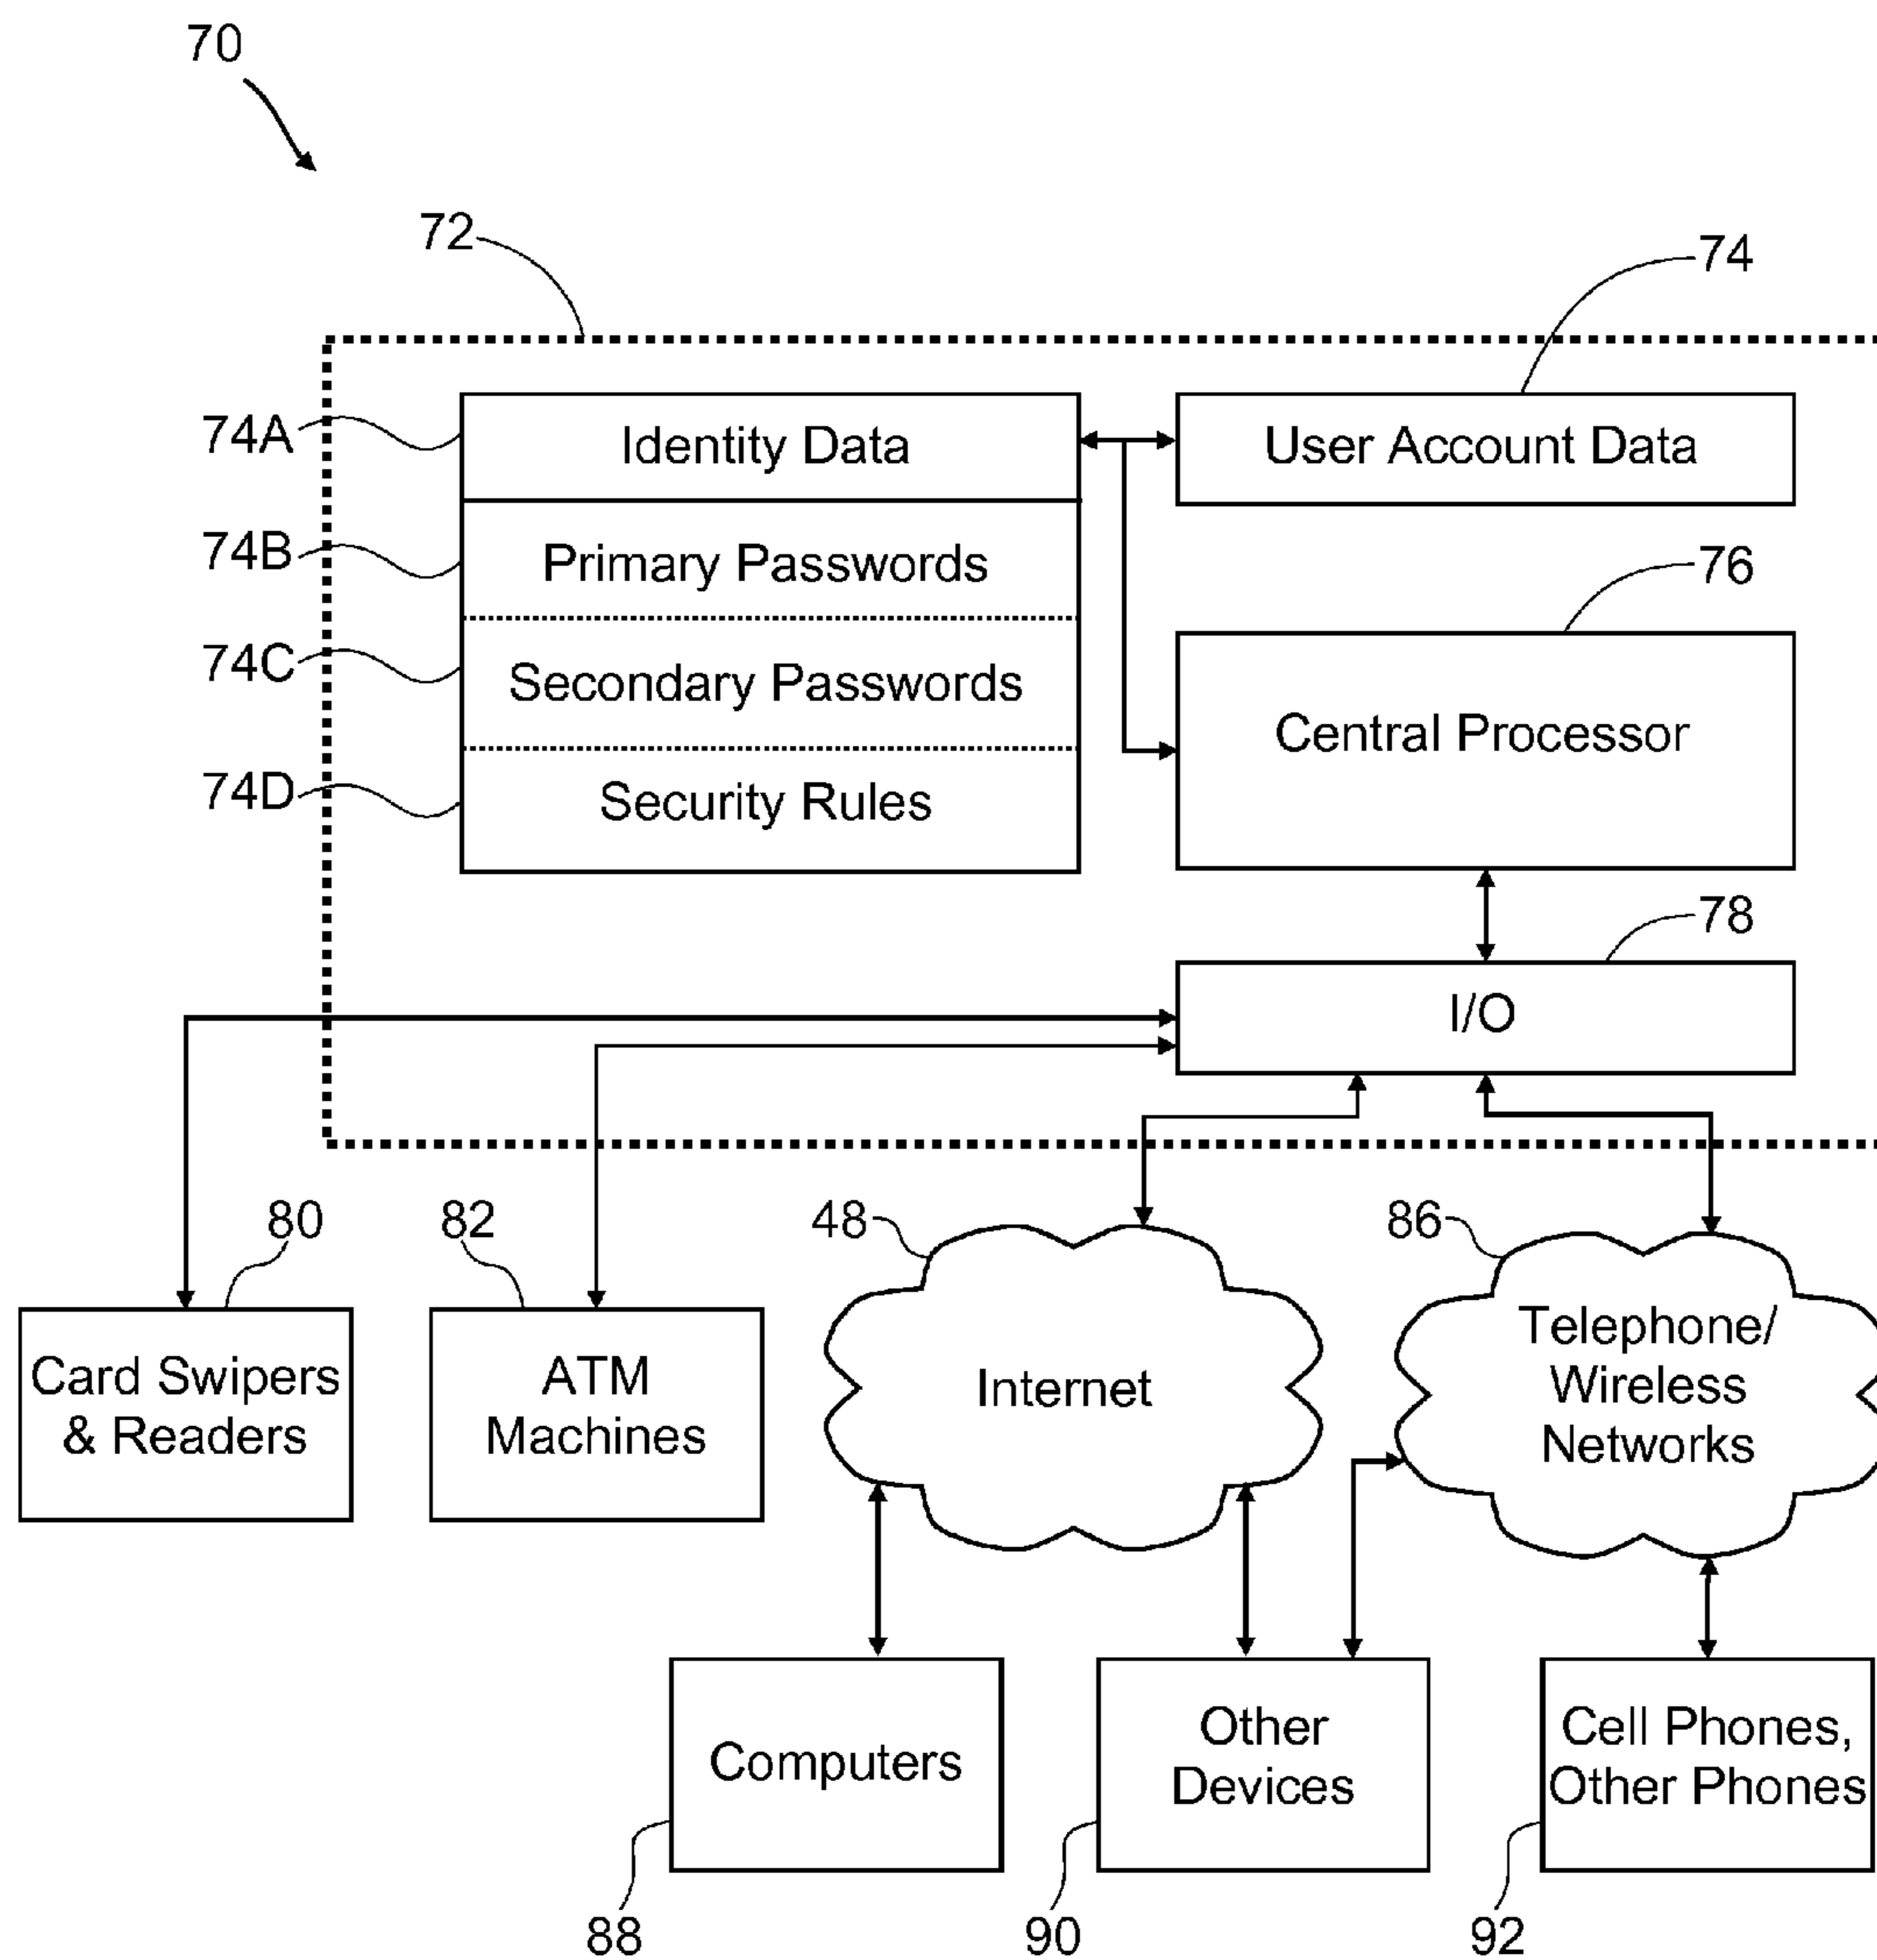 70
72
74
74A
Identity Data
User Account Data
74B
Primary Passwords
76
74C
Secondary Passwords
Central Processor
74D
Security Rules
78
I/O
80
82
48
86
Card Swipers
& Readers
ATM
Machines
Internet
Telephone/
Wireless
Networks
Computers
Other
Devices
Cell Phones,
Other Phones
88
90
92